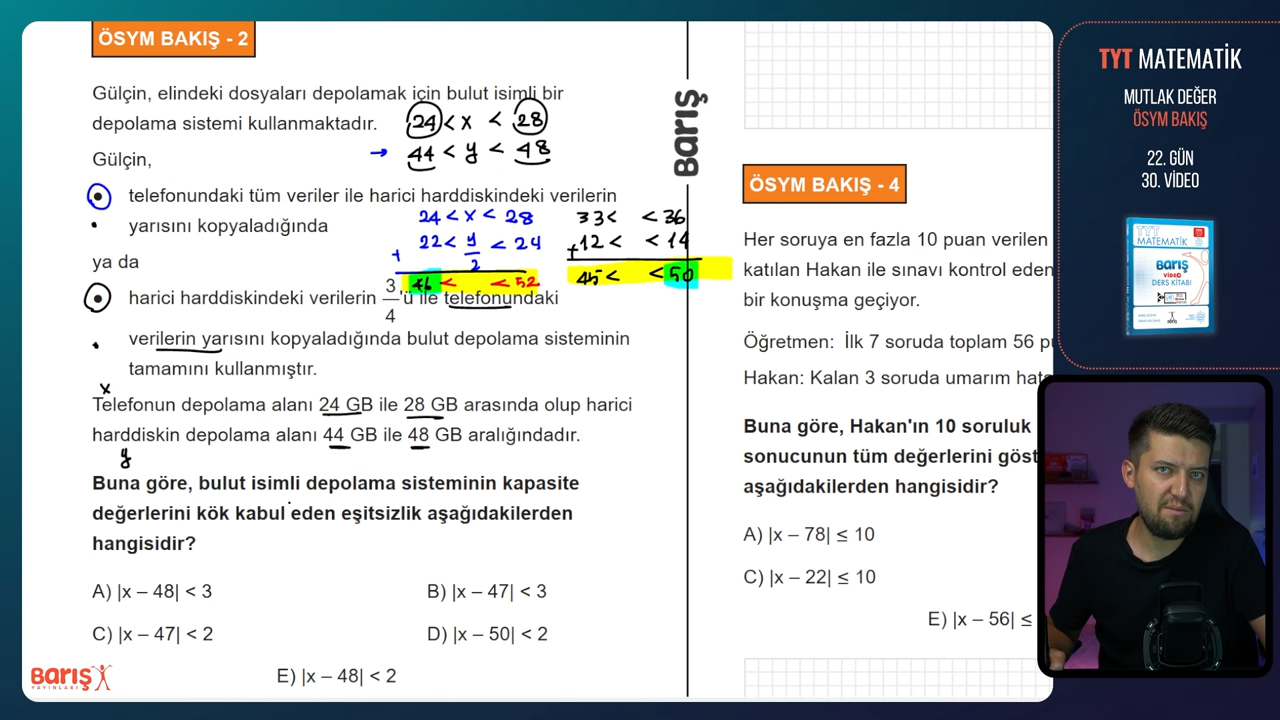 ÖSYM BAKIŞ - 2
Gülçin, elindeki dosyaları depolamak için bulut isimli bir
depolama sistemi kullanmaktadır.
24 < x < 28
→ 44 < y < 48
Gülçin,
• telefonundaki tüm veriler ile harici harddiskindeki verilerin
yarısını kopyaladığında
24 < x < 28
+ 22 < y/2 < 24
46 < < 52
33 < < 36
+ 12 < < 14
45 < < 50
ya da
• harici harddiskindeki verilerin 3/4'ü ile telefonundaki
verilerin yarısını kopyaladığında bulut depolama sisteminin
tamamını kullanmıştır.
x
Telefonun depolama alanı 24 GB ile 28 GB arasında olup harici
harddiskin depolama alanı 44 GB ile 48 GB aralığındadır.
y
Buna göre, bulut isimli depolama sisteminin kapasite
değerlerini kök kabul eden eşitsizlik aşağıdakilerden
hangisidir?
A) |x – 48| < 3
B) |x – 47| < 3
C) |x – 47| < 2
D) |x – 50| < 2
E) |x – 48| < 2
BARIŞ
YAYINLARI
BARIŞ
ÖSYM BAKIŞ - 4
Her soruya en fazla 10 puan verilen
katılan Hakan ile sınavı kontrol eden
bir konuşma geçiyor.
Öğretmen: İlk 7 soruda toplam 56 p
Hakan: Kalan 3 soruda umarım hata
Buna göre, Hakan'ın 10 soruluk
sonucunun tüm değerlerini göst
aşağıdakilerden hangisidir?
A) |x – 78| ≤ 10
C) |x – 22| ≤ 10
E) |x – 56| ≤
TYT MATEMATİK
MUTLAK DEĞER
ÖSYM BAKIŞ
22. GÜN
30. VİDEO
TYT
MATEMATİK
BARIŞ
VİDEO
DERS KİTABI